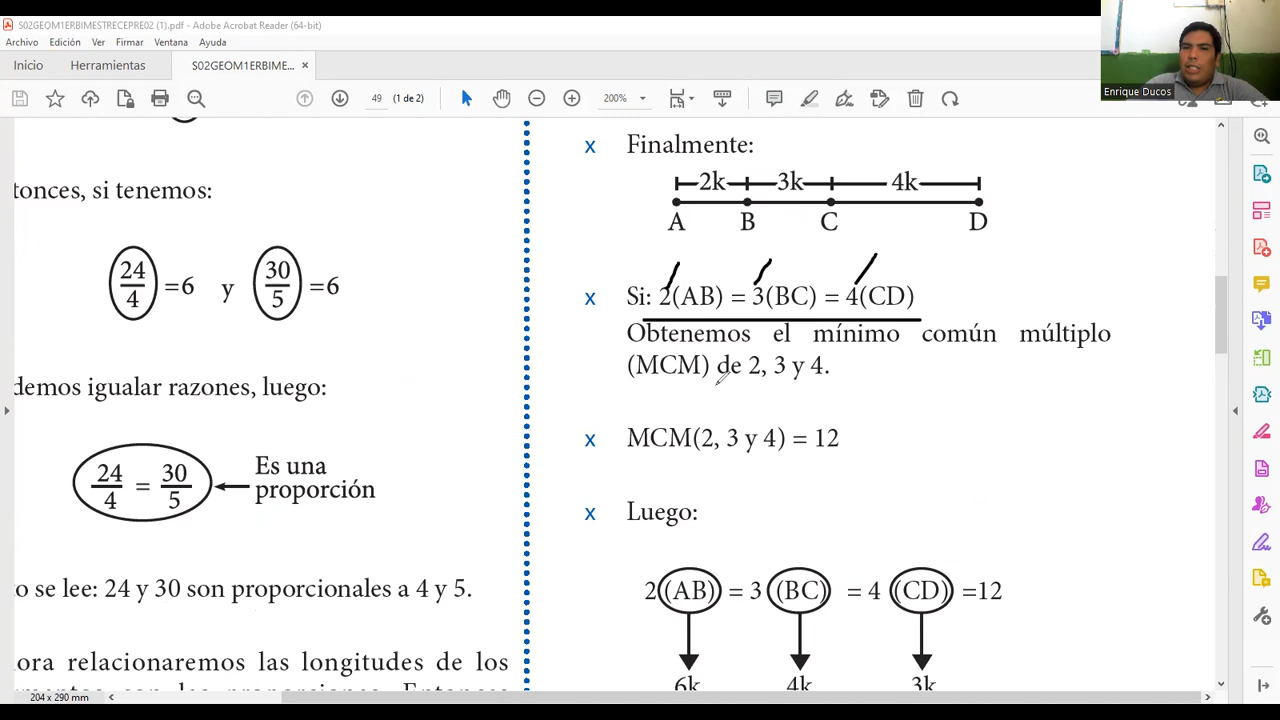 S02GEOM1ERBIMESTRECEPRE02 (1).pdf - Adobe Acrobat Reader (64-bit)
Archivo Edición Ver Firmar Ventana Ayuda
Inicio Herramientas S02GEOM1ERBIME... ×
49 (1 de 2) 200%
Enrique Ducos
tonces, si tenemos:
24/4 =6 y 30/5 =6
demos igualar razones, luego:
24/4 = 30/5
Es una
proporción
o se lee: 24 y 30 son proporcionales a 4 y 5.
ora relacionaremos las longitudes de los
x Finalmente:
2k 3k 4k
A B C D
x Si: 2(AB) = 3(BC) = 4(CD)
Obtenemos el mínimo común múltiplo
(MCM) de 2, 3 y 4.
x MCM(2, 3 y 4) = 12
x Luego:
2(AB) = 3(BC) = 4(CD) =12
6k 4k 3k
204 x 290 mm